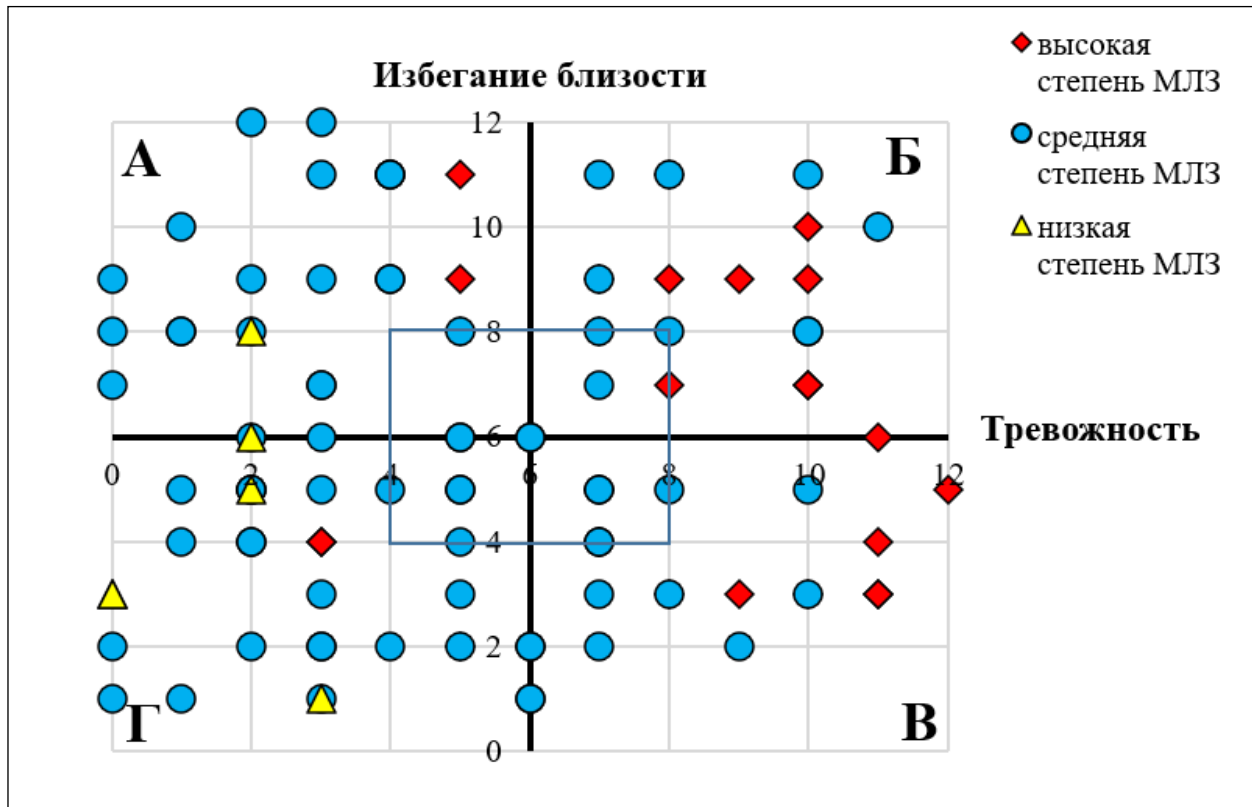 Избегание близости
высокая
степень МЛЗ
средняя
степень МЛЗ
низкая
степень МЛЗ
А
Б
12
10
8
6
4
2
0
Тревожность
0 2 4 6 8 10 12
Г
В